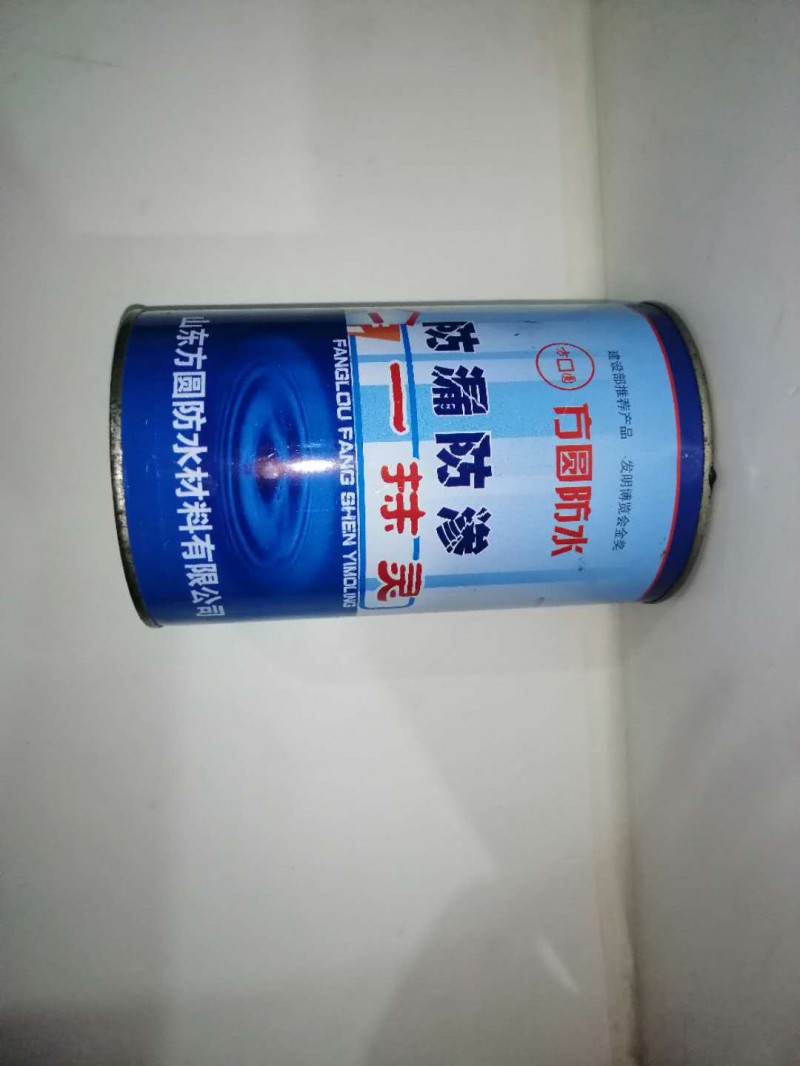 建设部推荐产品 发明博览会金奖
方圆防水
防漏防渗
一抹灵
FANGLOU FANG SHEN YIMOLING
山东方圆防水材料有限公司